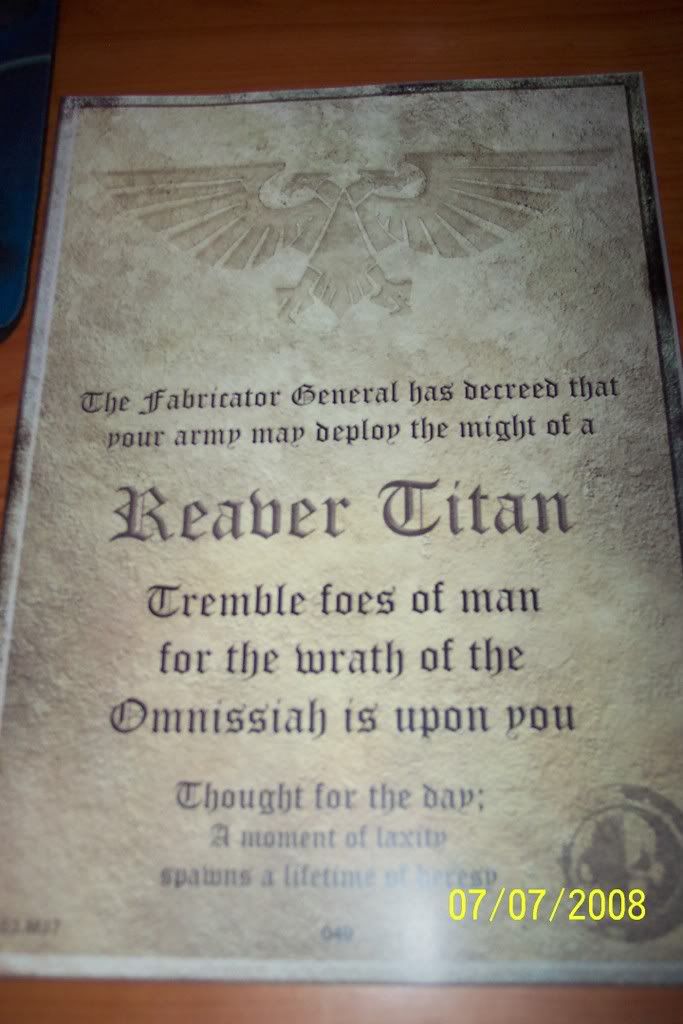 The Fabricator General has decreed that
your army may deploy the might of a
Reaver Titan
Tremble foes of man
for the wrath of the
Omnissiah is upon you
Thought for the day;
A moment of laxity
spawns a lifetime of heresy
07/07/2008
049